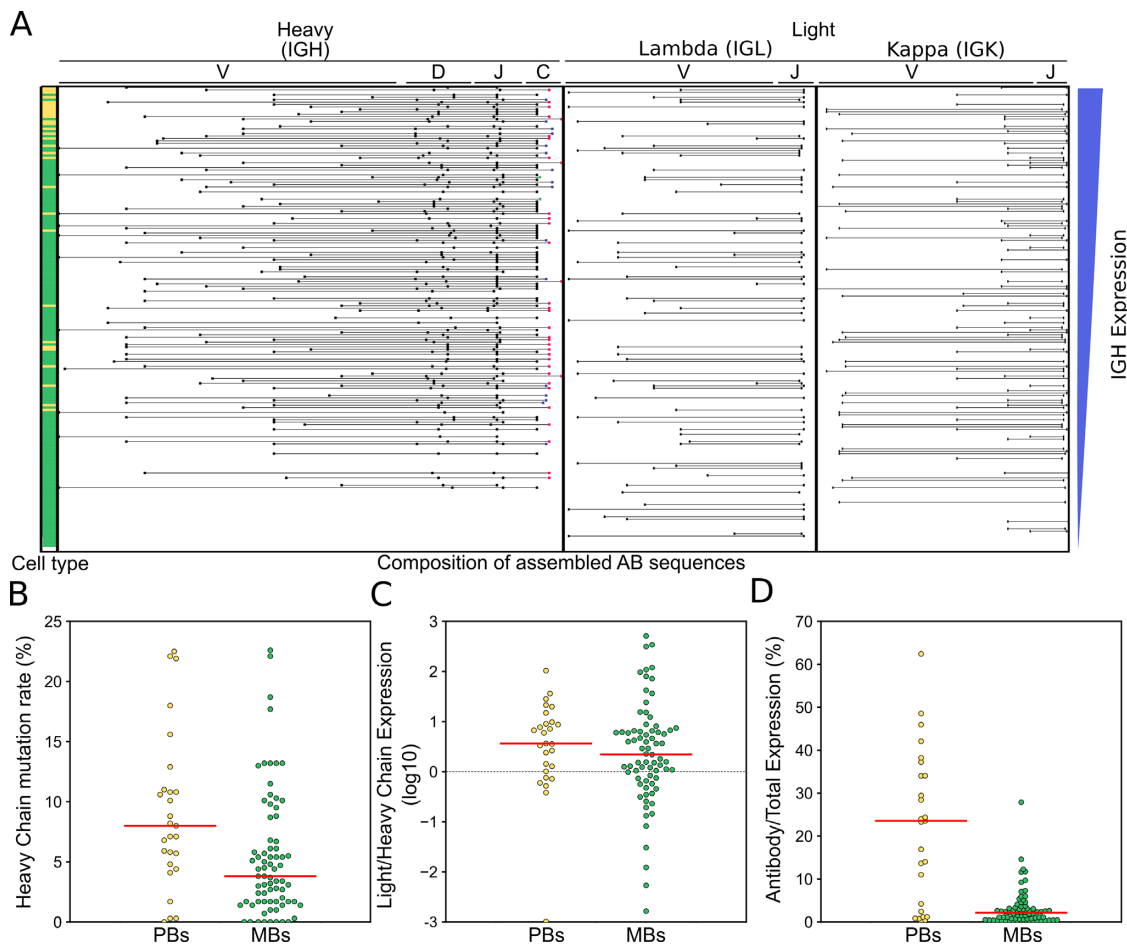 A
Heavy
(IGH)
Light
Lambda (IGL)
Kappa (IGK)
V D J C V J V J
IGH Expression
Cell type
Composition of assembled AB sequences
B
Heavy Chain mutation rate (%)
25
20
15
10
5
0
PBs MBs
C
Light/Heavy Chain Expression
(log10)
3
2
1
0
−1
−2
-3
PBs MBs
D
Antibody/Total Expression (%)
70
60
50
40
30
20
10
0
PBs MBs